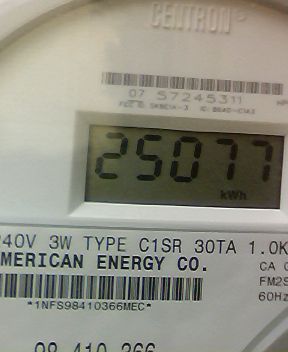 CENTRON
07 57245311
25077
kWh
240V 3W TYPE C1SR 30TA 1.0K
MERICAN ENERGY CO.
CA
FM2S
60Hz
*1NFS98410366MEC*
98 410 366